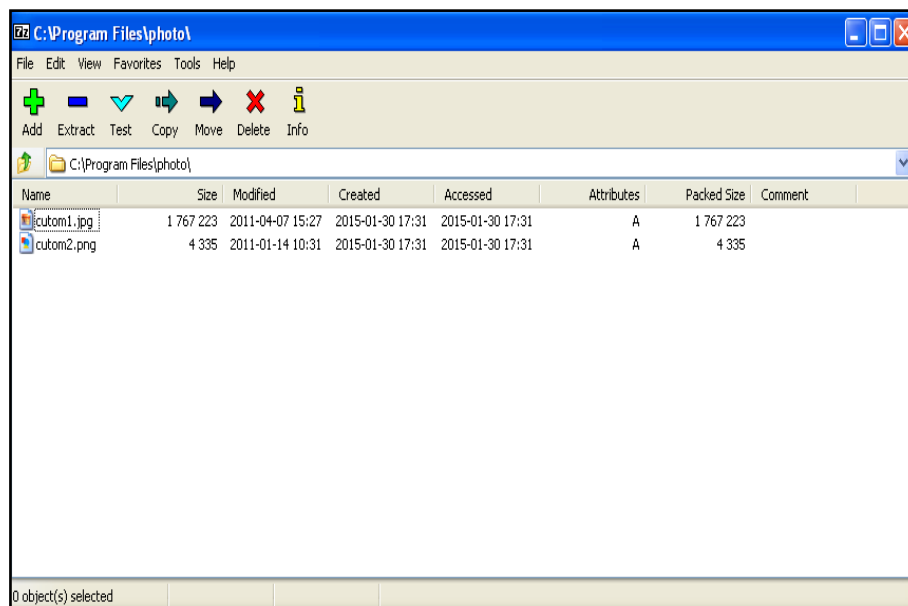 7z C:\Program Files\photo\
File Edit View Favorites Tools Help
Add Extract Test Copy Move Delete Info
C:\Program Files\photo\
Name Size Modified Created Accessed Attributes Packed Size Comment
cutom1.jpg 1 767 223 2011-04-07 15:27 2015-01-30 17:31 2015-01-30 17:31 A 1 767 223
cutom2.png 4 335 2011-01-14 10:31 2015-01-30 17:31 2015-01-30 17:31 A 4 335
0 object(s) selected